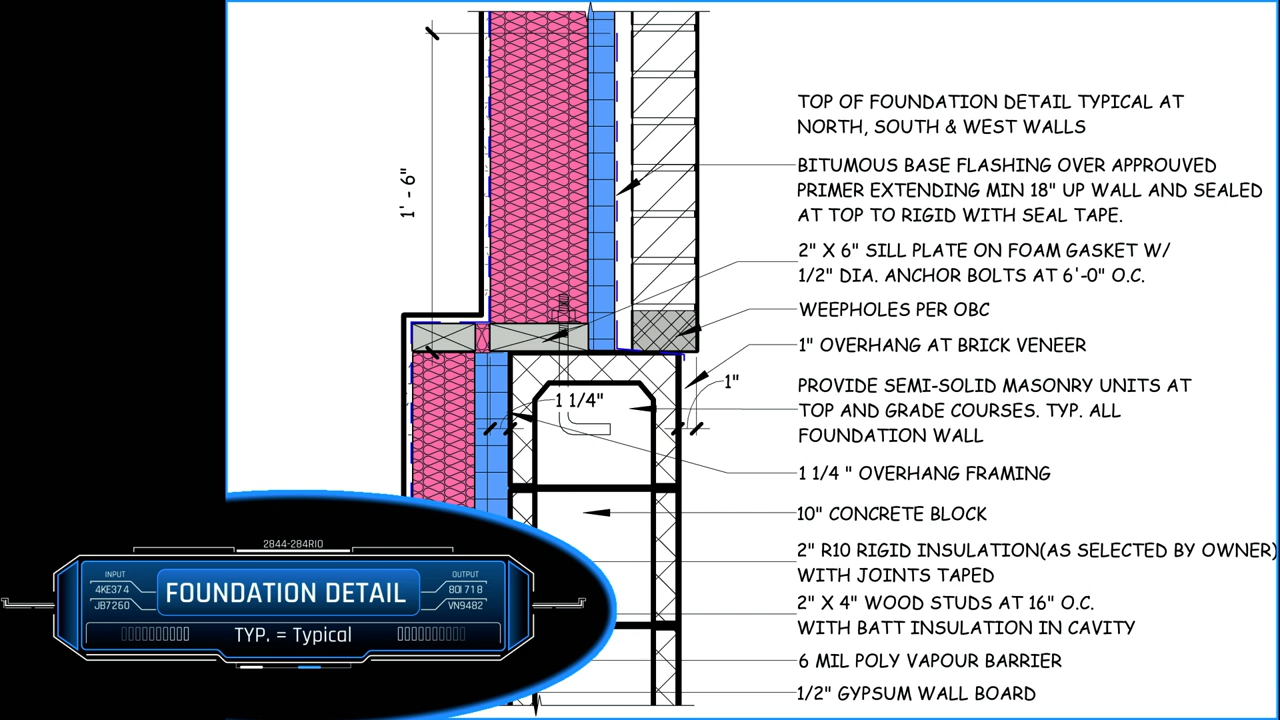 TOP OF FOUNDATION DETAIL TYPICAL AT
NORTH, SOUTH & WEST WALLS
BITUMOUS BASE FLASHING OVER APPROUVED
PRIMER EXTENDING MIN 18" UP WALL AND SEALED
AT TOP TO RIGID WITH SEAL TAPE.
1' - 6"
2" X 6" SILL PLATE ON FOAM GASKET W/
1/2" DIA. ANCHOR BOLTS AT 6'-0" O.C.
WEEPHOLES PER OBC
1" OVERHANG AT BRICK VENEER
1"
1 1/4"
PROVIDE SEMI-SOLID MASONRY UNITS AT
TOP AND GRADE COURSES. TYP. ALL
FOUNDATION WALL
1 1/4 " OVERHANG FRAMING
10" CONCRETE BLOCK
2" R10 RIGID INSULATION(AS SELECTED BY OWNER)
WITH JOINTS TAPED
2" X 4" WOOD STUDS AT 16" O.C.
WITH BATT INSULATION IN CAVITY
6 MIL POLY VAPOUR BARRIER
1/2" GYPSUM WALL BOARD
2844-284RIO
INPUT
4KE374
JB7260
FOUNDATION DETAIL
OUTPUT
80I 71 8
VN9482
TYP. = Typical